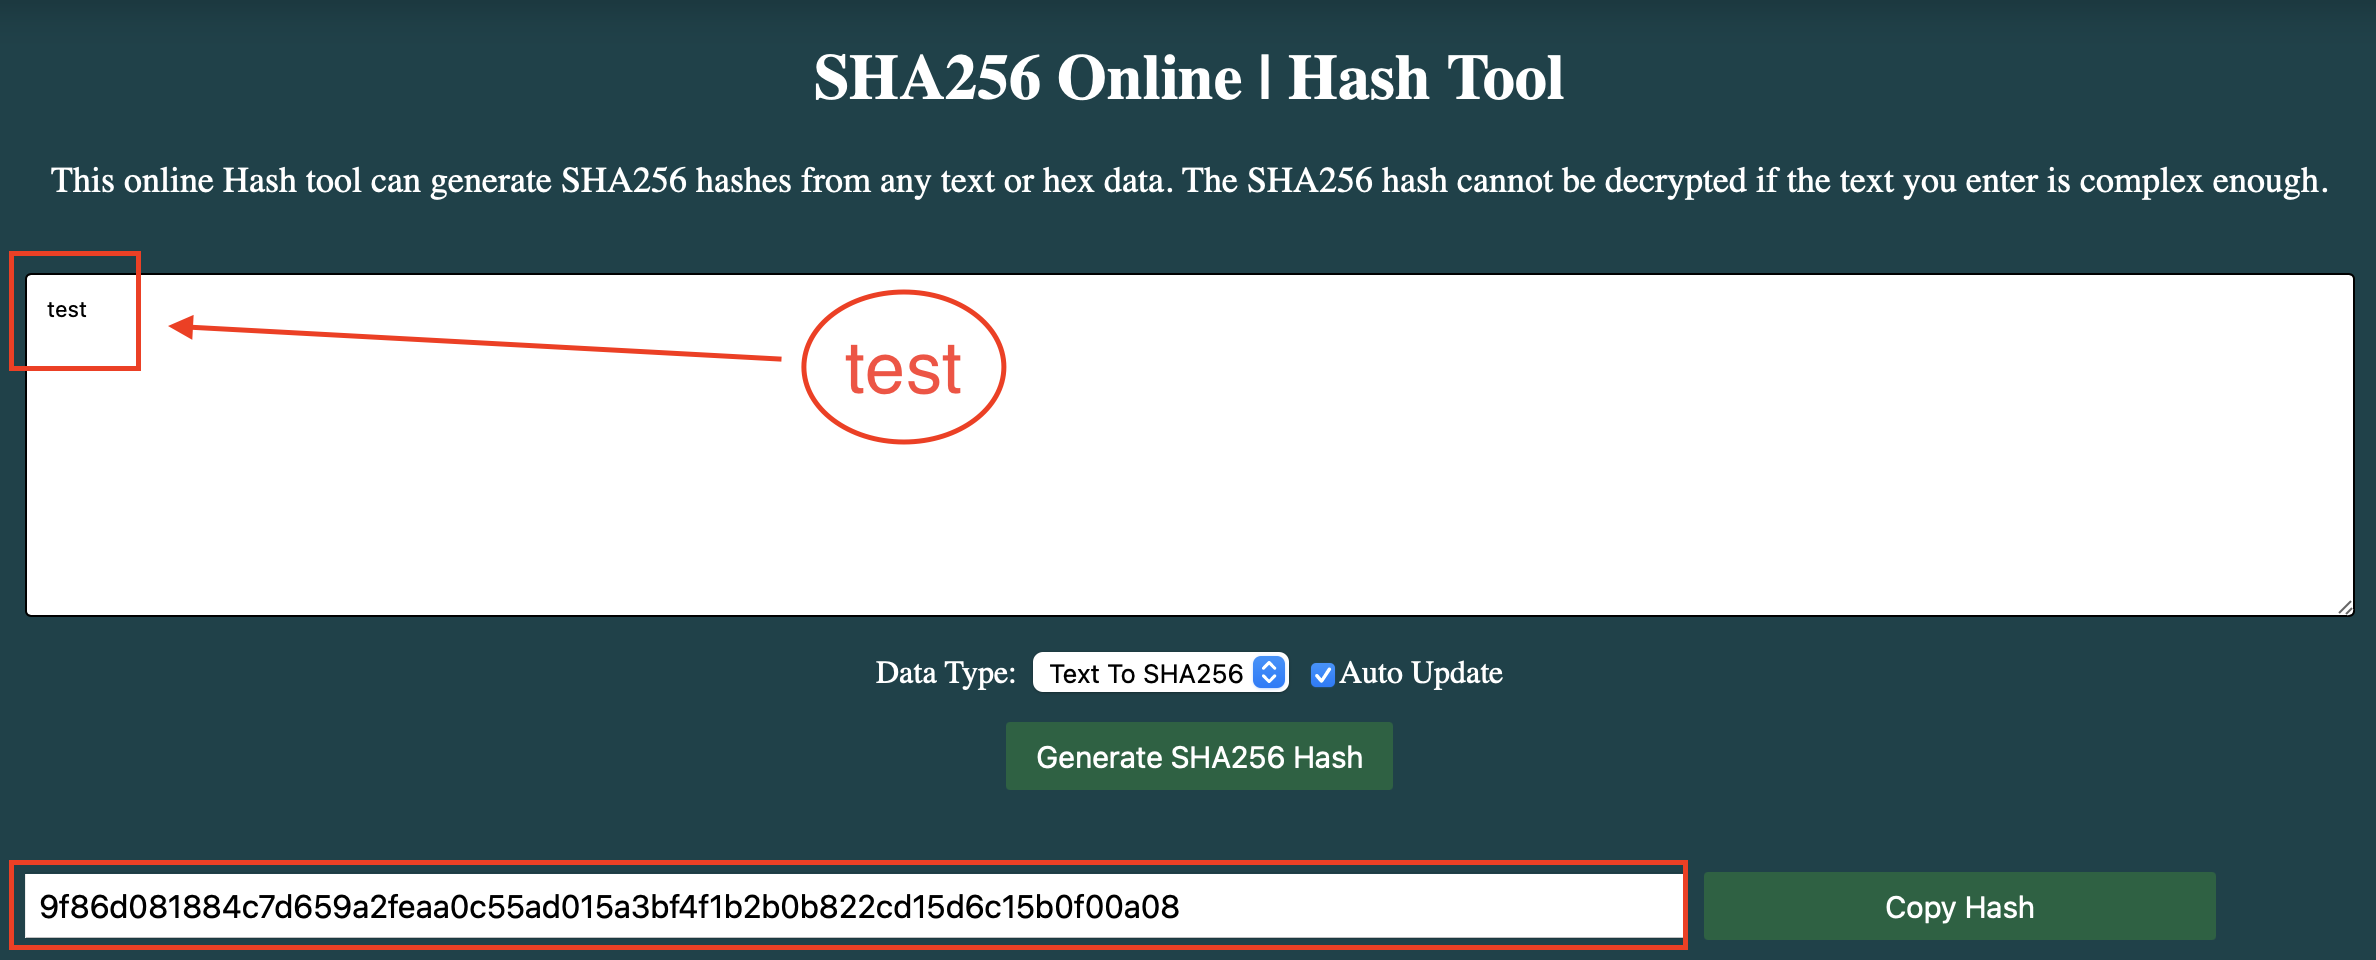 SHA256 Online | Hash Tool
This online Hash tool can generate SHA256 hashes from any text or hex data. The SHA256 hash cannot be decrypted if the text you enter is complex enough.
test
test
Data Type: Text To SHA256 Auto Update
Generate SHA256 Hash
9f86d081884c7d659a2feaa0c55ad015a3bf4f1b2b0b822cd15d6c15b0f00a08 Copy Hash